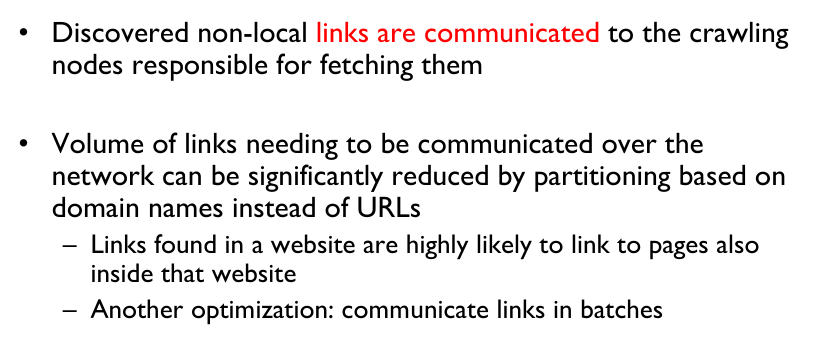 • Discovered non-local links are communicated to the crawling
nodes responsible for fetching them
• Volume of links needing to be communicated over the
network can be significantly reduced by partitioning based on
domain names instead of URLs
– Links found in a website are highly likely to link to pages also
inside that website
– Another optimization: communicate links in batches